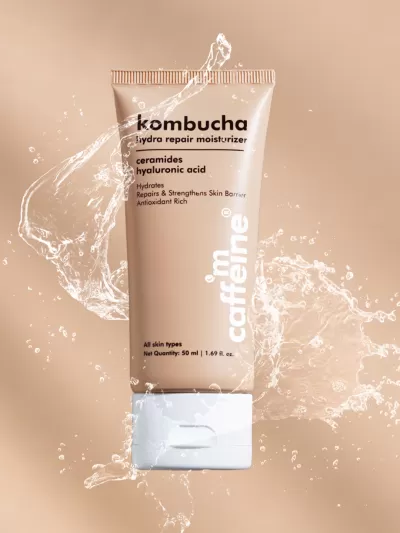 kombucha
hydra repair moisturizer
ceramides
hyaluronic acid
Hydrates
Repairs & Strengthens Skin Barrier
Antioxidant Rich
m
caffeine®
All skin types
Net Quantity: 50 ml | 1.69 fl. oz.